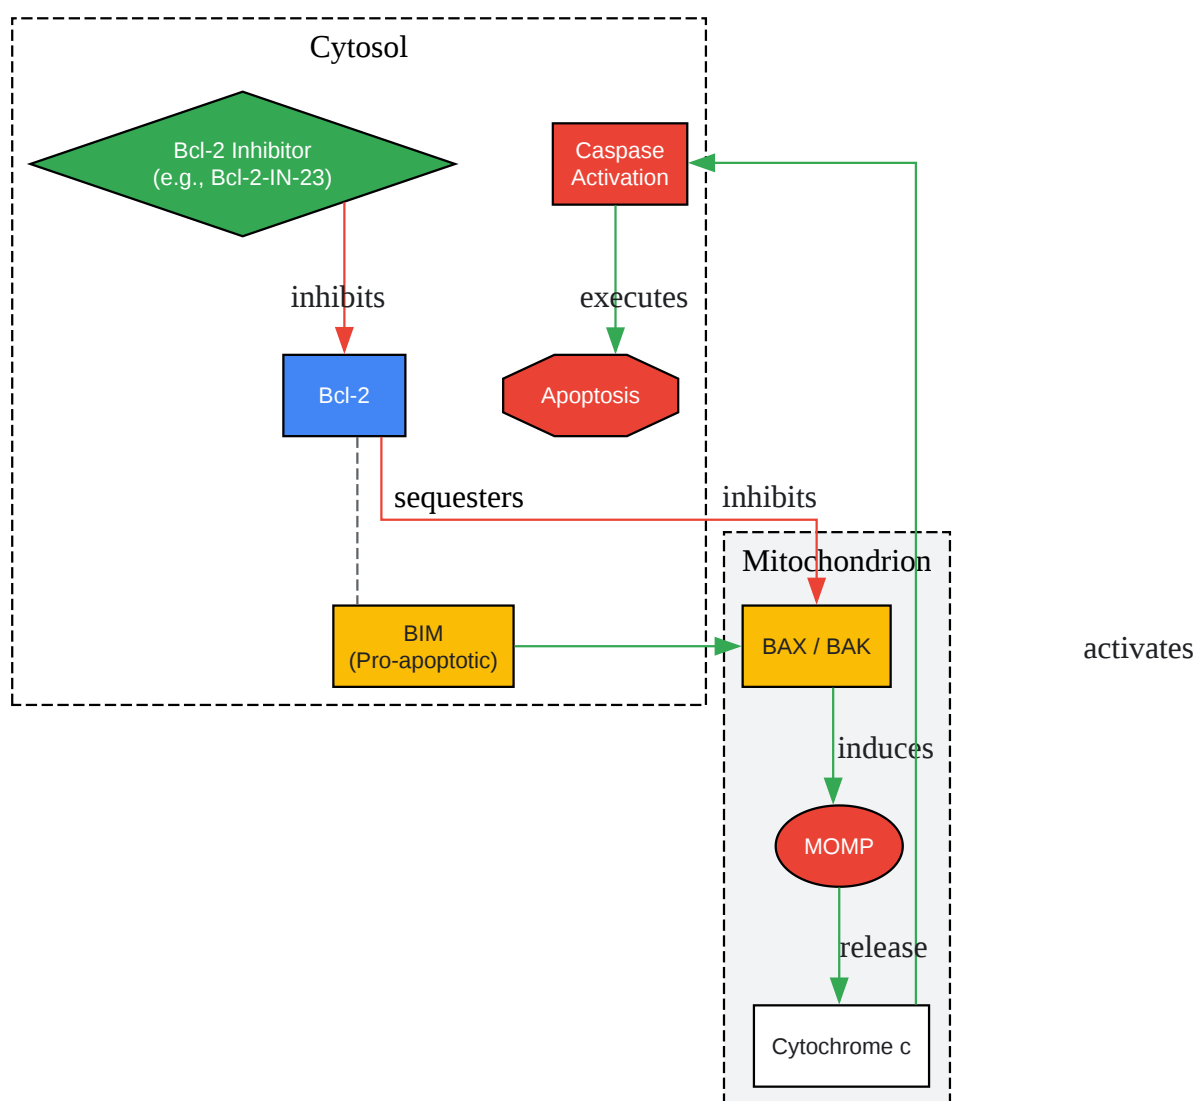 Cytosol
Bcl-2 Inhibitor
(e.g., Bcl-2-IN-23)
Caspase
Activation
inhibits
executes
Bcl-2
Apoptosis
sequesters
inhibits
Mitochondrion
BIM
(Pro-apoptotic)
BAX / BAK
activates
induces
MOMP
release
Cytochrome c